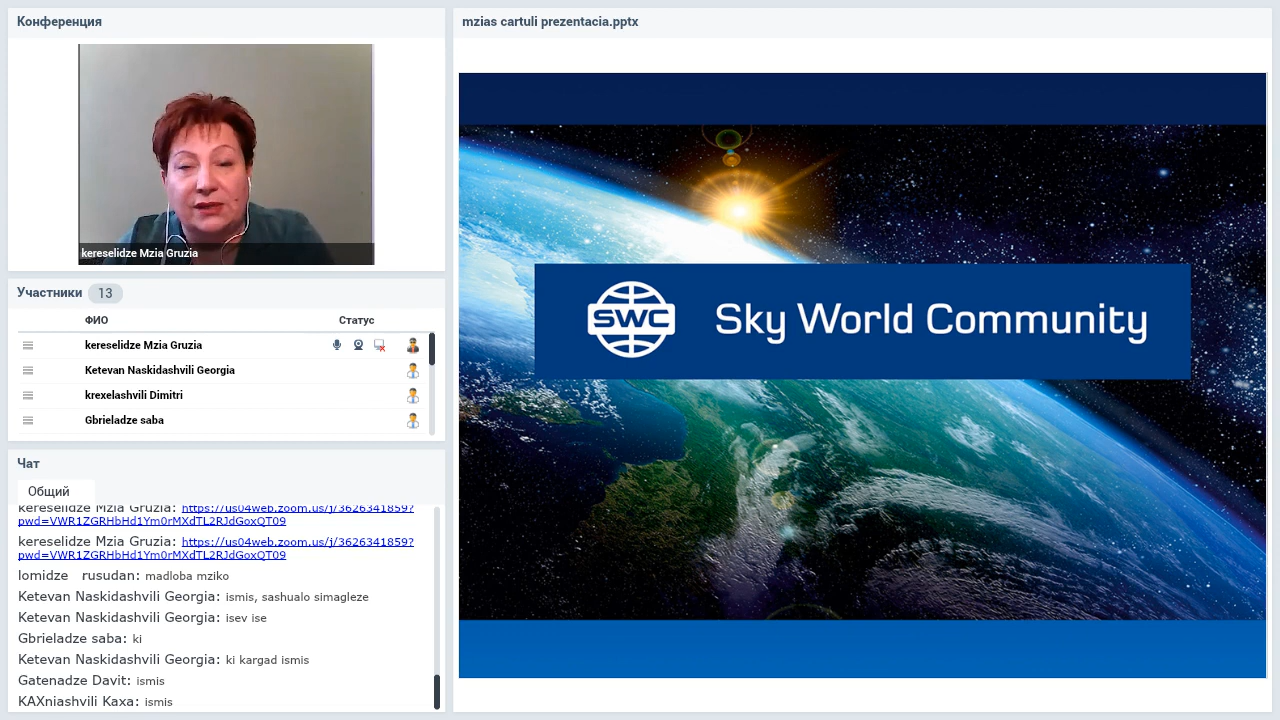 Конференция
kereselidze Mzia Gruzia
Участники 13
ФИО Статус
kereselidze Mzia Gruzia
Ketevan Naskidashvili Georgia
krexelashvili Dimitri
Gbrieladze saba
Чат
Общий
kereselidze Mzia Gruzia: https://us04web.zoom.us/j/3626341859?
pwd=VWR1ZGRHbHd1Ym0rMXdTL2RJdGoxQT09
kereselidze Mzia Gruzia: https://us04web.zoom.us/j/3626341859?
pwd=VWR1ZGRHbHd1Ym0rMXdTL2RJdGoxQT09
lomidze rusudan: madloba mziko
Ketevan Naskidashvili Georgia: ismis, sashualo simagleze
Ketevan Naskidashvili Georgia: isev ise
Gbrieladze saba: ki
Ketevan Naskidashvili Georgia: ki kargad ismis
Gatenadze Davit: ismis
KAXniashvili Kaxa: ismis
mzias cartuli prezentacia.pptx
SWC Sky World Community